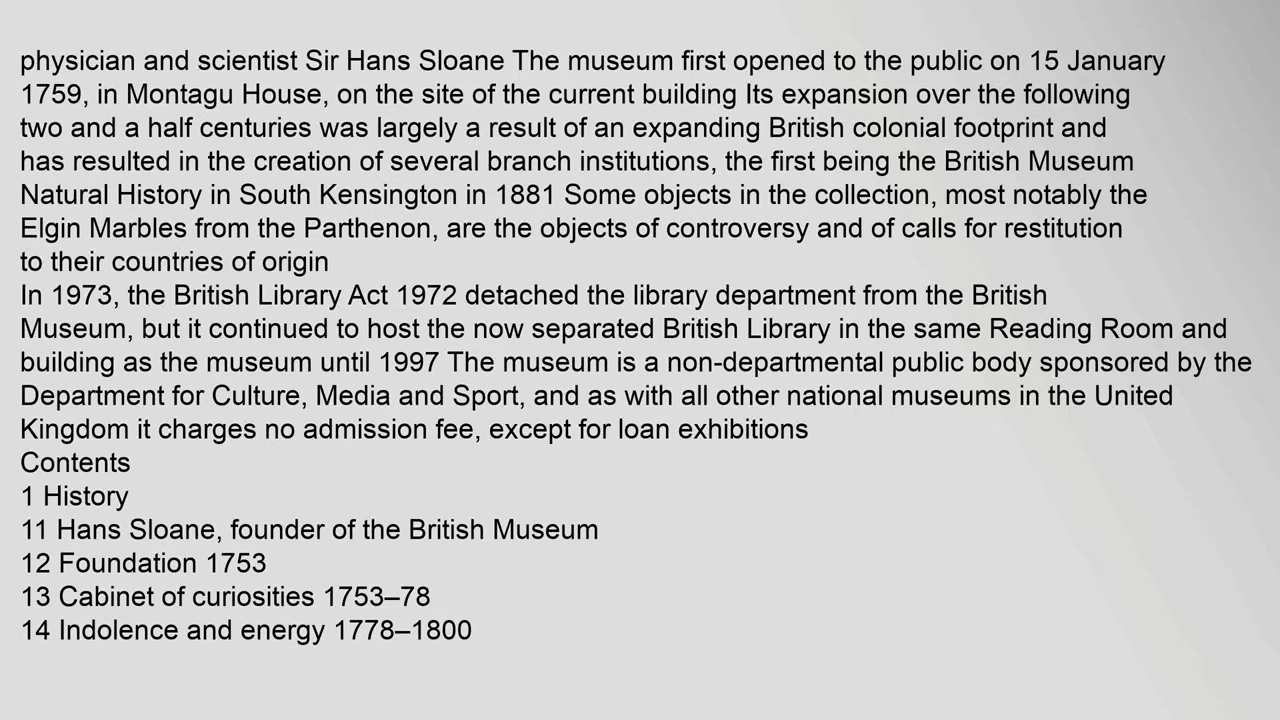 physician and scientist Sir Hans Sloane The museum first opened to the public on 15 January
1759, in Montagu House, on the site of the current building Its expansion over the following
two and a half centuries was largely a result of an expanding British colonial footprint and
has resulted in the creation of several branch institutions, the first being the British Museum
Natural History in South Kensington in 1881 Some objects in the collection, most notably the
Elgin Marbles from the Parthenon, are the objects of controversy and of calls for restitution
to their countries of origin
In 1973, the British Library Act 1972 detached the library department from the British
Museum, but it continued to host the now separated British Library in the same Reading Room and
building as the museum until 1997 The museum is a non-departmental public body sponsored by the
Department for Culture, Media and Sport, and as with all other national museums in the United
Kingdom it charges no admission fee, except for loan exhibitions
Contents
1 History
11 Hans Sloane, founder of the British Museum
12 Foundation 1753
13 Cabinet of curiosities 1753–78
14 Indolence and energy 1778–1800